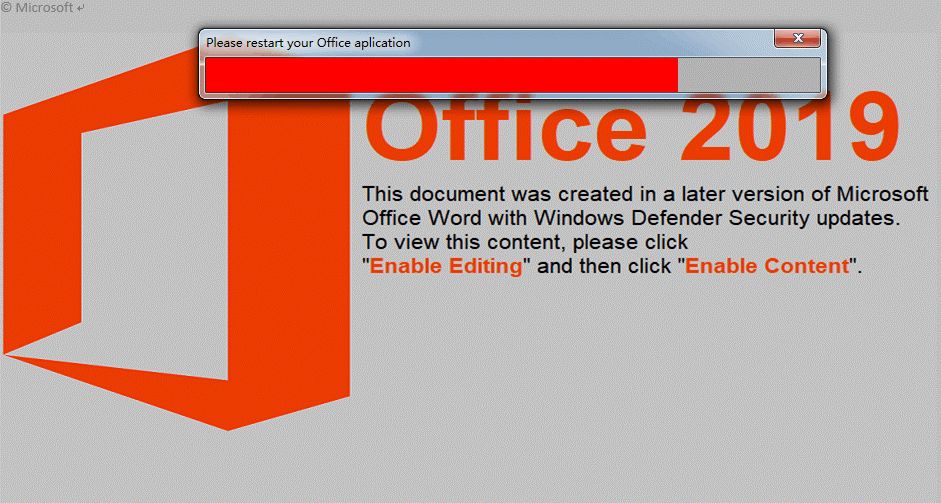 © Microsoft ↵
Please restart your Office aplication
Office 2019
This document was created in a later version of Microsoft
Office Word with Windows Defender Security updates.
To view this content, please click
"Enable Editing" and then click "Enable Content".